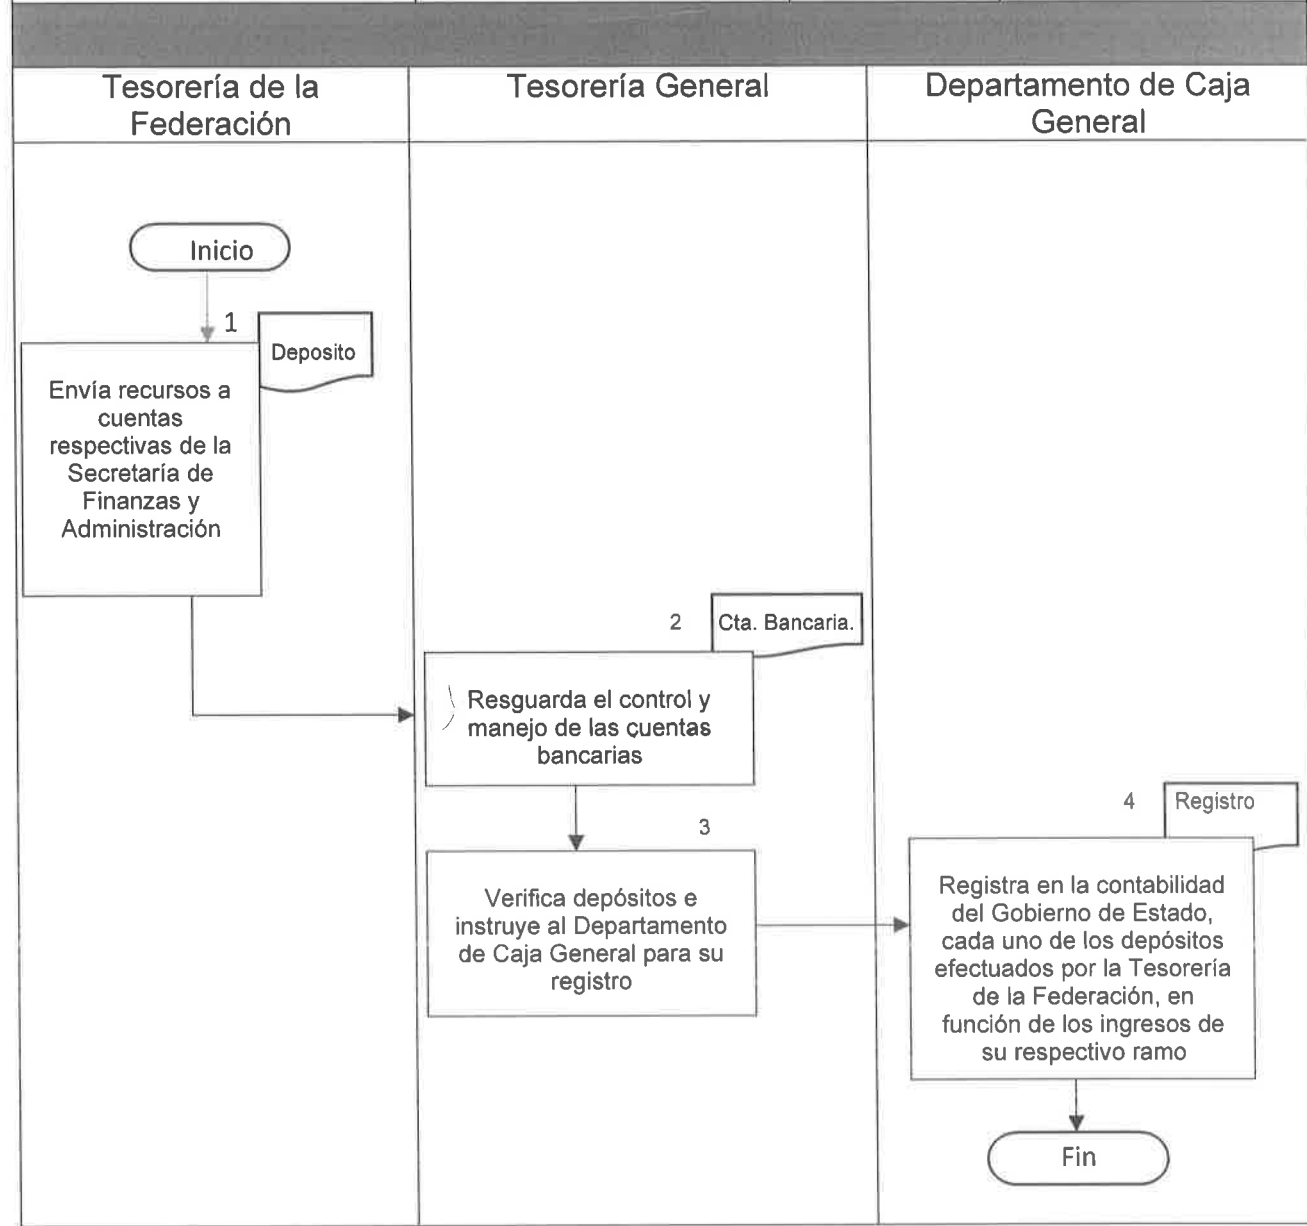 Tesorería de la
Federación
Tesorería General
Departamento de Caja
General
Inicio
1
Deposito
Envía recursos a
cuentas
respectivas de la
Secretaría de
Finanzas y
Administración
2
Cta. Bancaria.
Resguarda el control y
manejo de las cuentas
bancarias
3
Verifica depósitos e
instruye al Departamento
de Caja General para su
registro
4
Registro
Registra en la contabilidad
del Gobierno de Estado,
cada uno de los depósitos
efectuados por la Tesorería
de la Federación, en
función de los ingresos de
su respectivo ramo
Fin